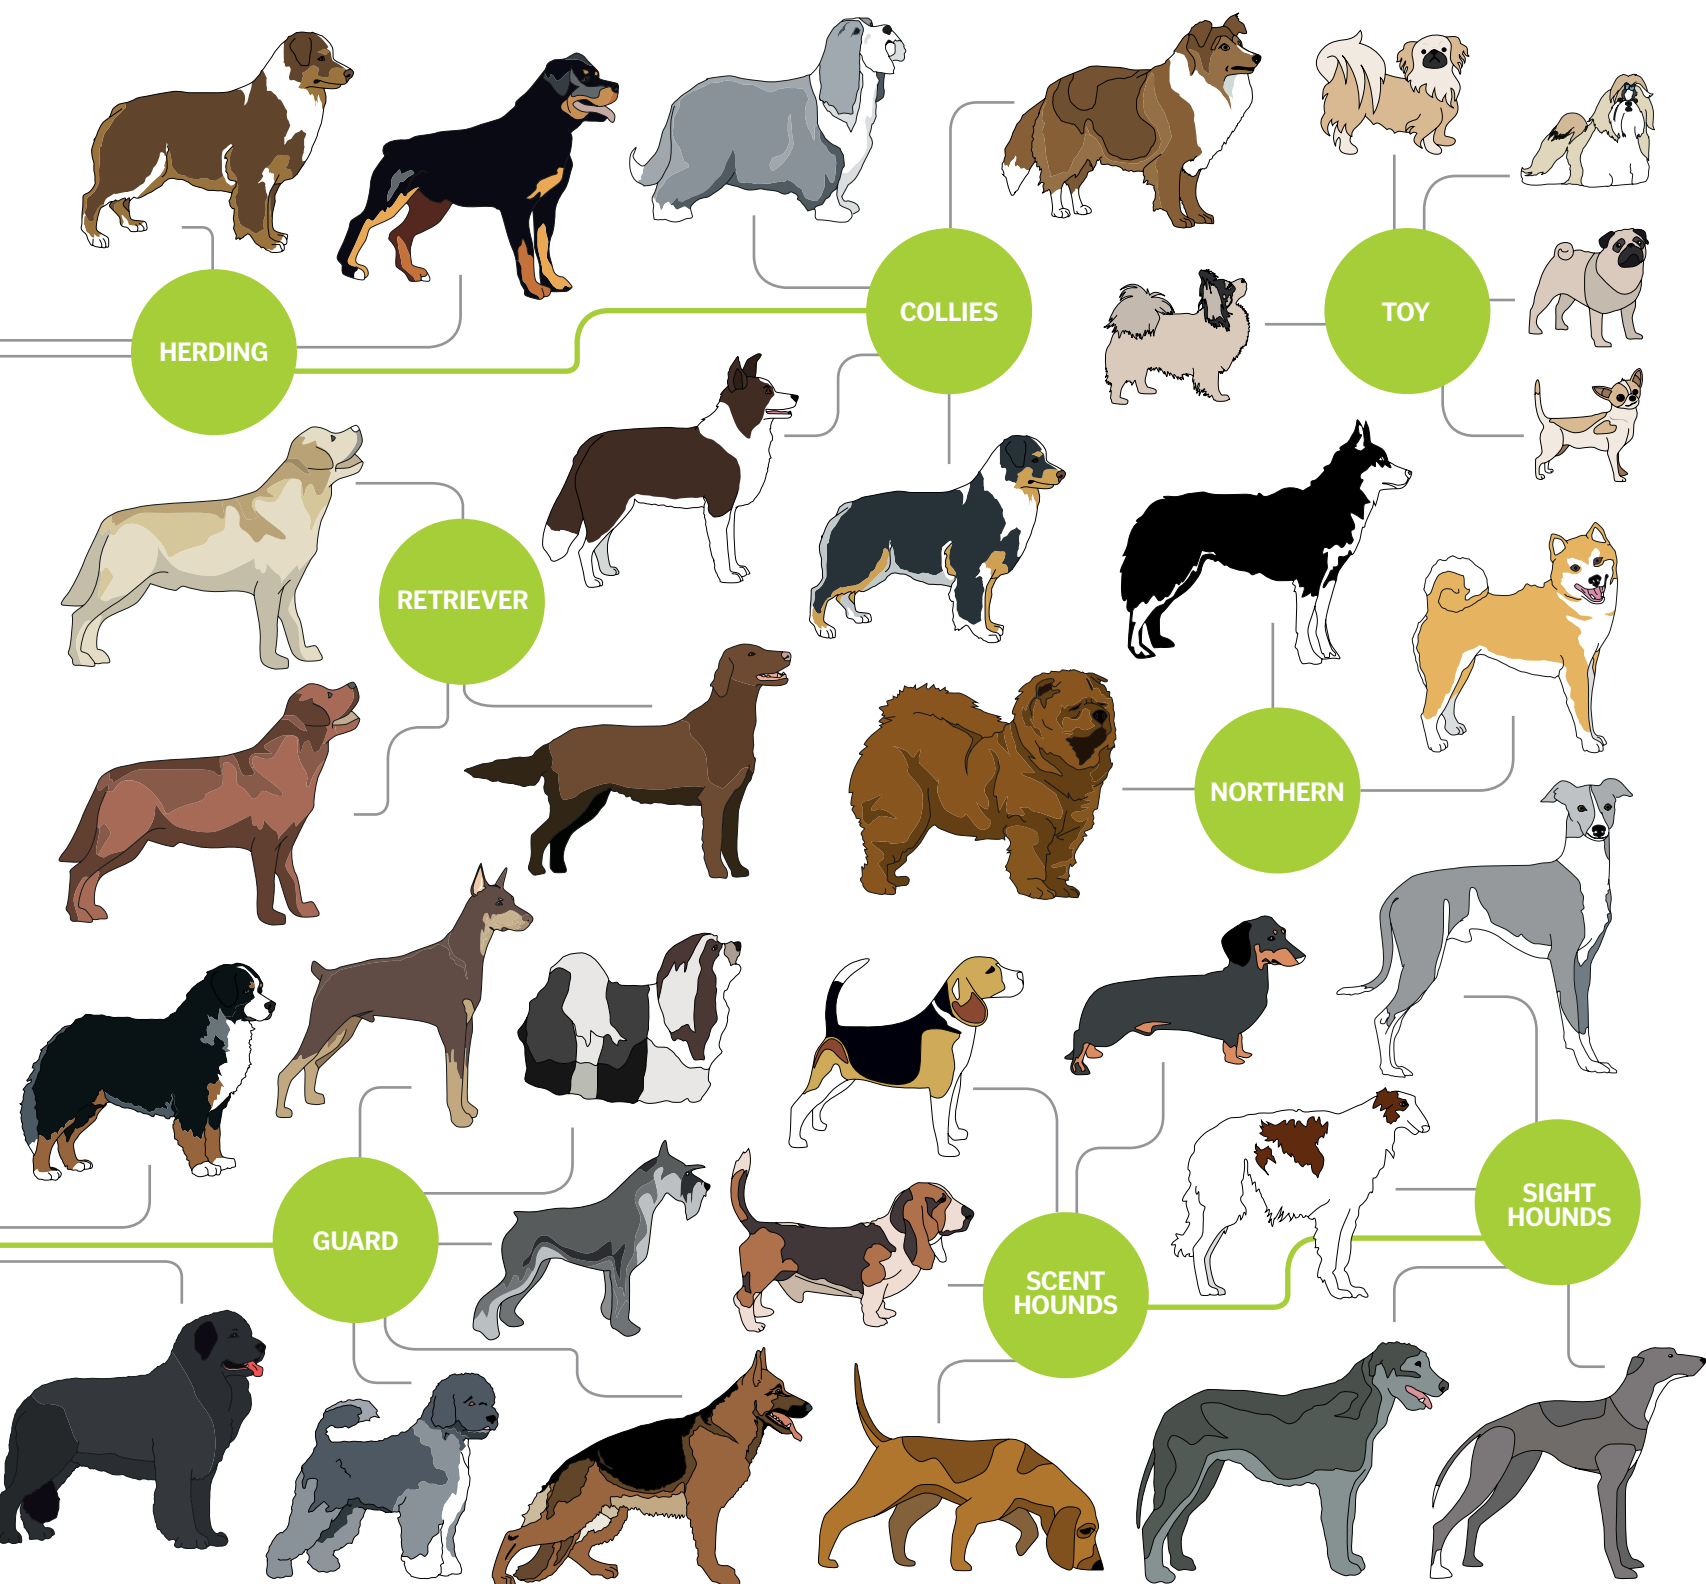 COLLIES
TOY
HERDING
RETRIEVER
NORTHERN
SIGHT
HOUNDS
GUARD
SCENT
HOUNDS